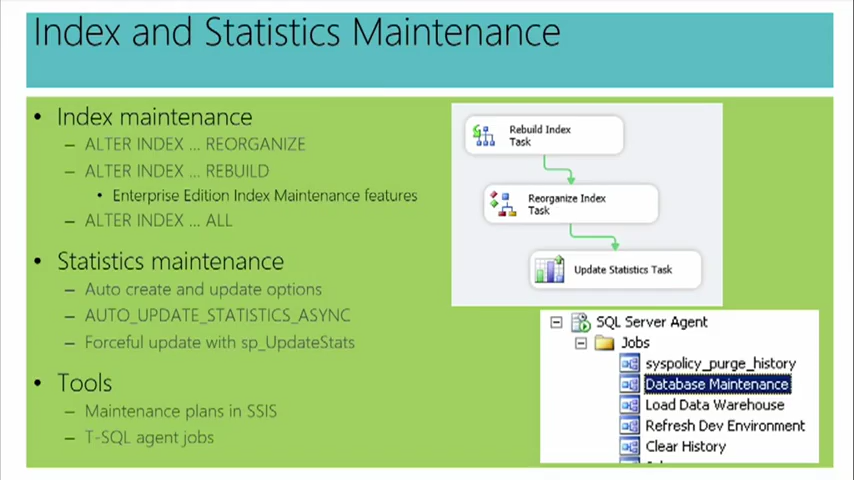 Index and Statistics Maintenance
• Index maintenance
– ALTER INDEX ... REORGANIZE
– ALTER INDEX ... REBUILD
• Enterprise Edition Index Maintenance features
– ALTER INDEX ... ALL
• Statistics maintenance
– Auto create and update options
– AUTO_UPDATE_STATISTICS_ASYNC
– Forceful update with sp_UpdateStats
• Tools
– Maintenance plans in SSIS
– T-SQL agent jobs
Rebuild Index
Task
Reorganize Index
Task
Update Statistics Task
SQL Server Agent
Jobs
syspolicy_purge_history
Database Maintenance
Load Data Warehouse
Refresh Dev Environment
Clear History